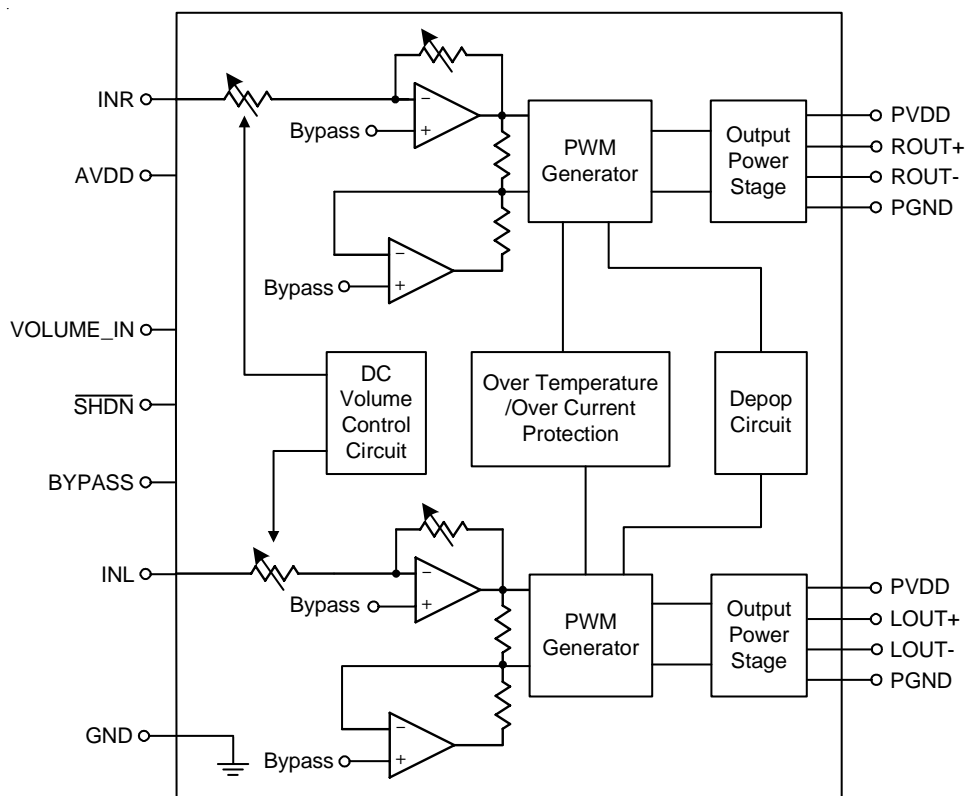 INR
Bypass
−
+
PWM
Generator
Output
Power
Stage
PVDD
ROUT+
ROUT-
PGND
AVDD
Bypass
−
+
VOLUME_IN
SHDN
BYPASS
DC
Volume
Control
Circuit
Over Temperature
/Over Current
Protection
Depop
Circuit
INL
Bypass
−
+
PWM
Generator
Output
Power
Stage
PVDD
LOUT+
LOUT-
PGND
GND
Bypass
−
+